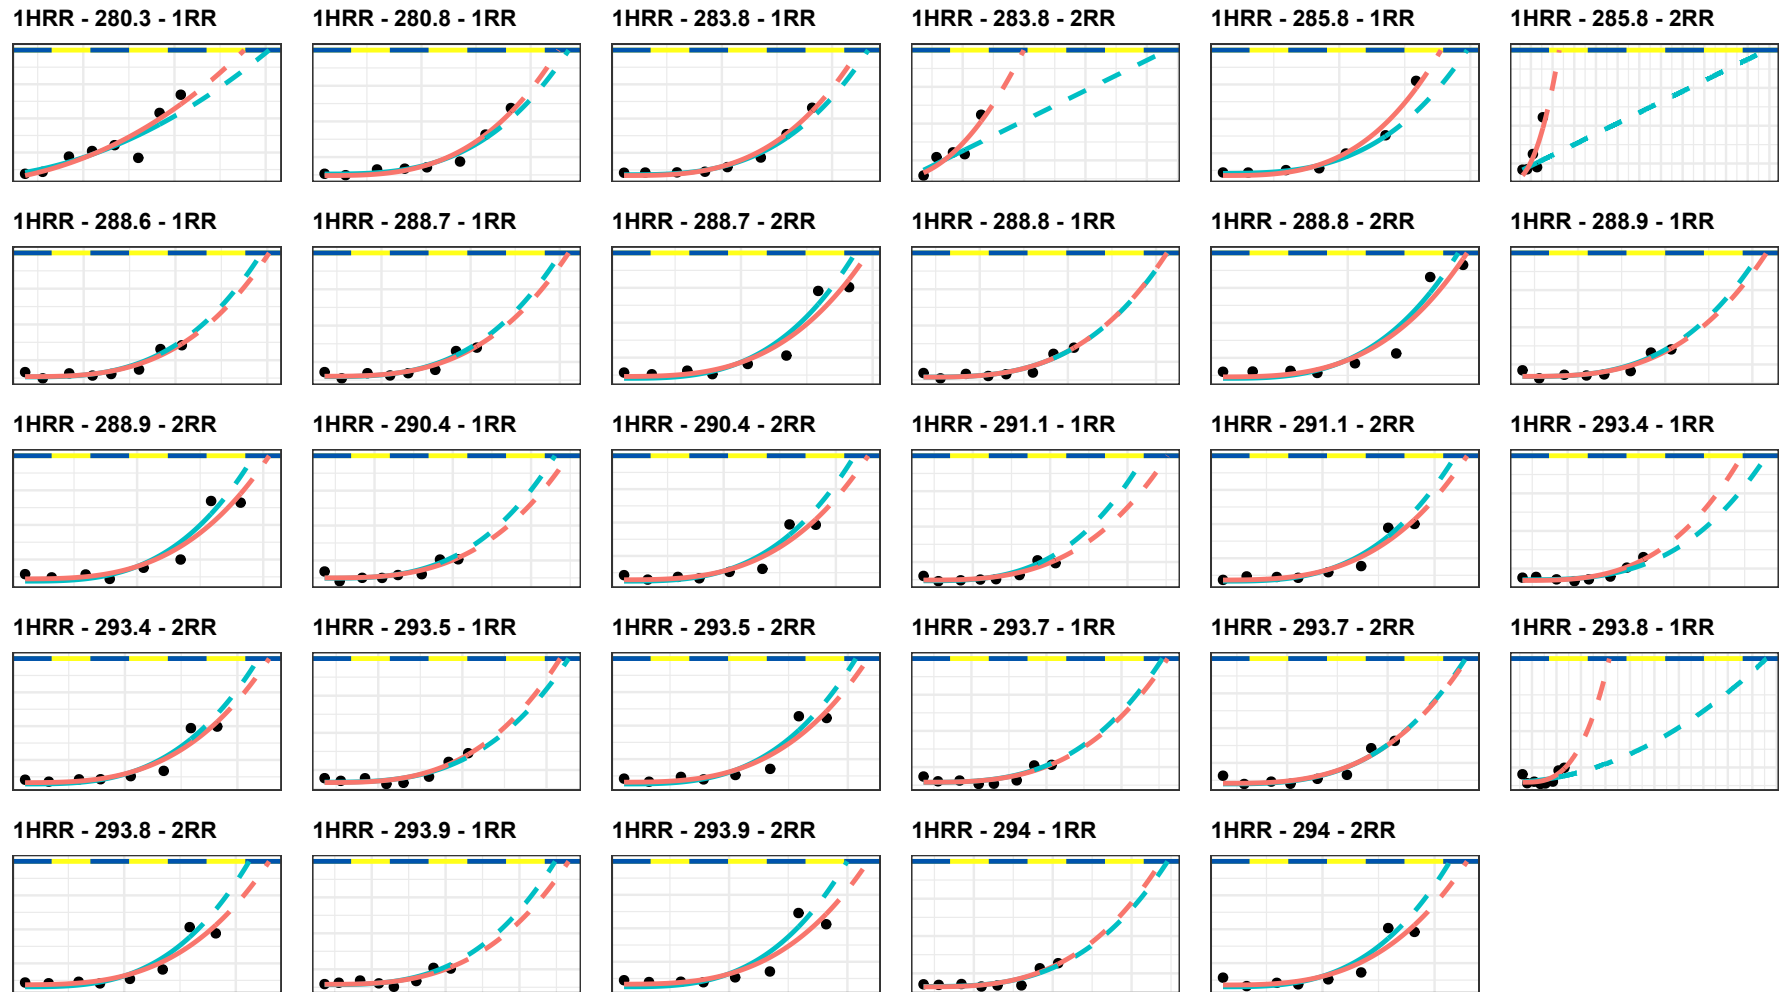 1HRR - 280.3 - 1RR
1HRR - 280.8 - 1RR
1HRR - 283.8 - 1RR
1HRR - 283.8 - 2RR
1HRR - 285.8 - 1RR
1HRR - 285.8 - 2RR
1HRR - 288.6 - 1RR
1HRR - 288.7 - 1RR
1HRR - 288.7 - 2RR
1HRR - 288.8 - 1RR
1HRR - 288.8 - 2RR
1HRR - 288.9 - 1RR
1HRR - 288.9 - 2RR
1HRR - 290.4 - 1RR
1HRR - 290.4 - 2RR
1HRR - 291.1 - 1RR
1HRR - 291.1 - 2RR
1HRR - 293.4 - 1RR
1HRR - 293.4 - 2RR
1HRR - 293.5 - 1RR
1HRR - 293.5 - 2RR
1HRR - 293.7 - 1RR
1HRR - 293.7 - 2RR
1HRR - 293.8 - 1RR
1HRR - 293.8 - 2RR
1HRR - 293.9 - 1RR
1HRR - 293.9 - 2RR
1HRR - 294 - 1RR
1HRR - 294 - 2RR